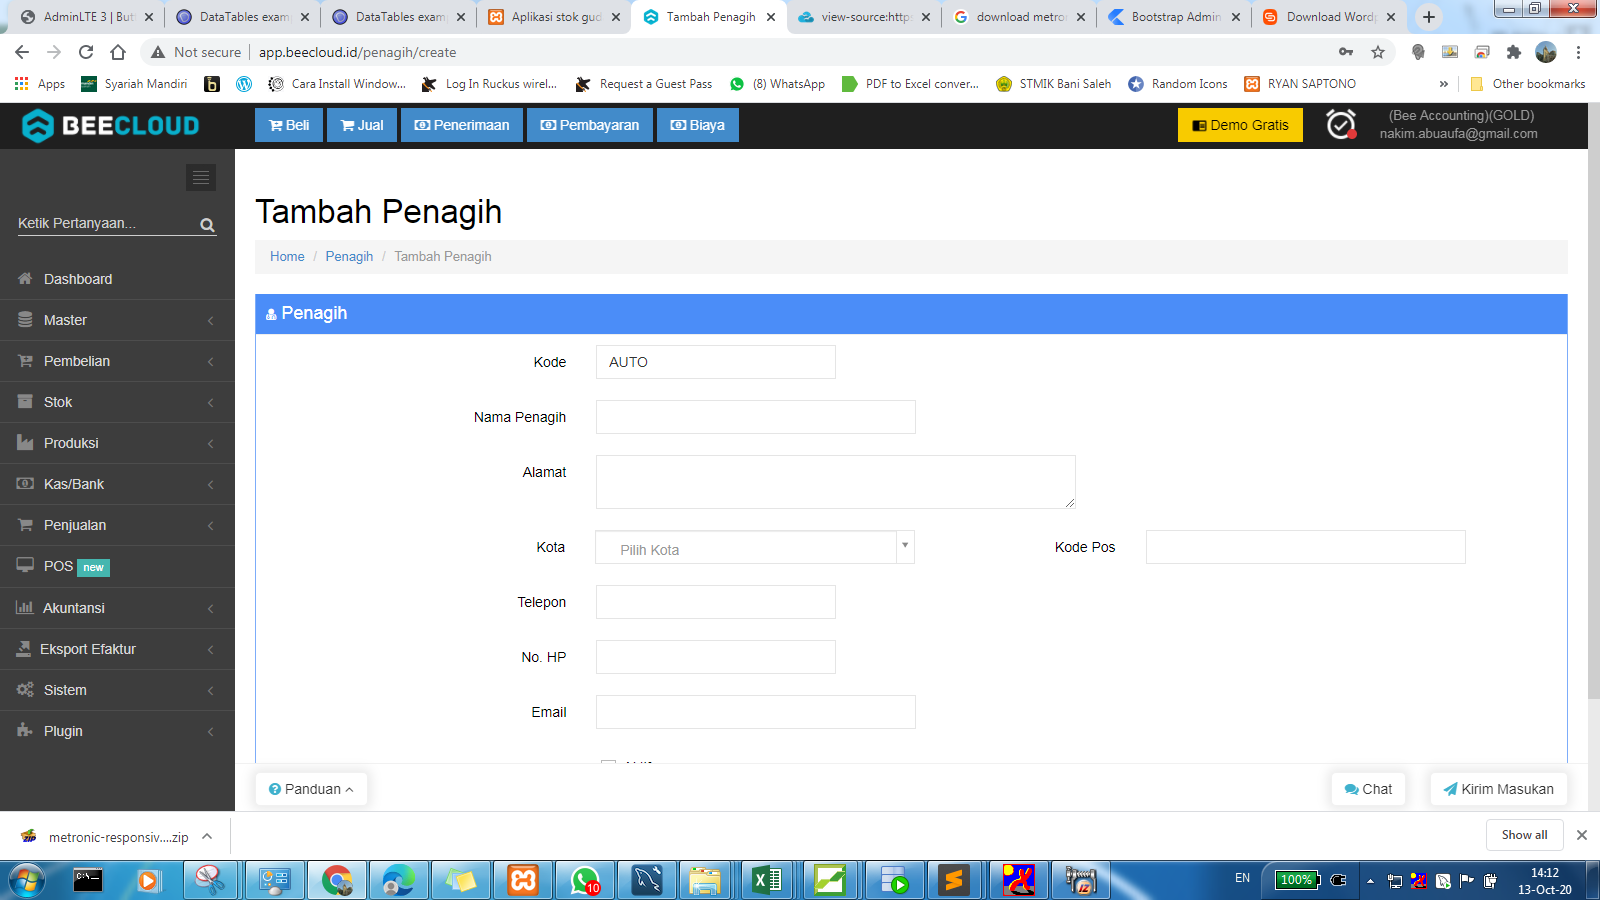 AdminLTE 3 | But
DataTables exam
DataTables exam
Aplikasi stok gud
Tambah Penagih
view-source:http
download metro
Bootstrap Admin
Download Wordp
Not secure
app.beecloud.id/penagih/create
Apps
Syariah Mandiri
Cara Install Window...
Log In Ruckus wirel...
Request a Guest Pass
(8) WhatsApp
PDF to Excel conver...
STMIK Bani Saleh
Random Icons
RYAN SAPTONO
»
Other bookmarks
BEECLOUD
Beli
Jual
Penerimaan
Pembayaran
Biaya
Demo Gratis
(Bee Accounting)(GOLD)
nakim.abuaufa@gmail.com
Ketik Pertanyaan...
Dashboard
Master
Pembelian
Stok
Produksi
Kas/Bank
Penjualan
POS new
Akuntansi
Eksport Efaktur
Sistem
Plugin
Tambah Penagih
Home / Penagih / Tambah Penagih
Penagih
Kode
AUTO
Nama Penagih
Alamat
Kota
Pilih Kota
Kode Pos
Telepon
No. HP
Email
Panduan
Chat
Kirim Masukan
metronic-responsiv....zip
Show all
10
EN
100%
14:12
13-Oct-20